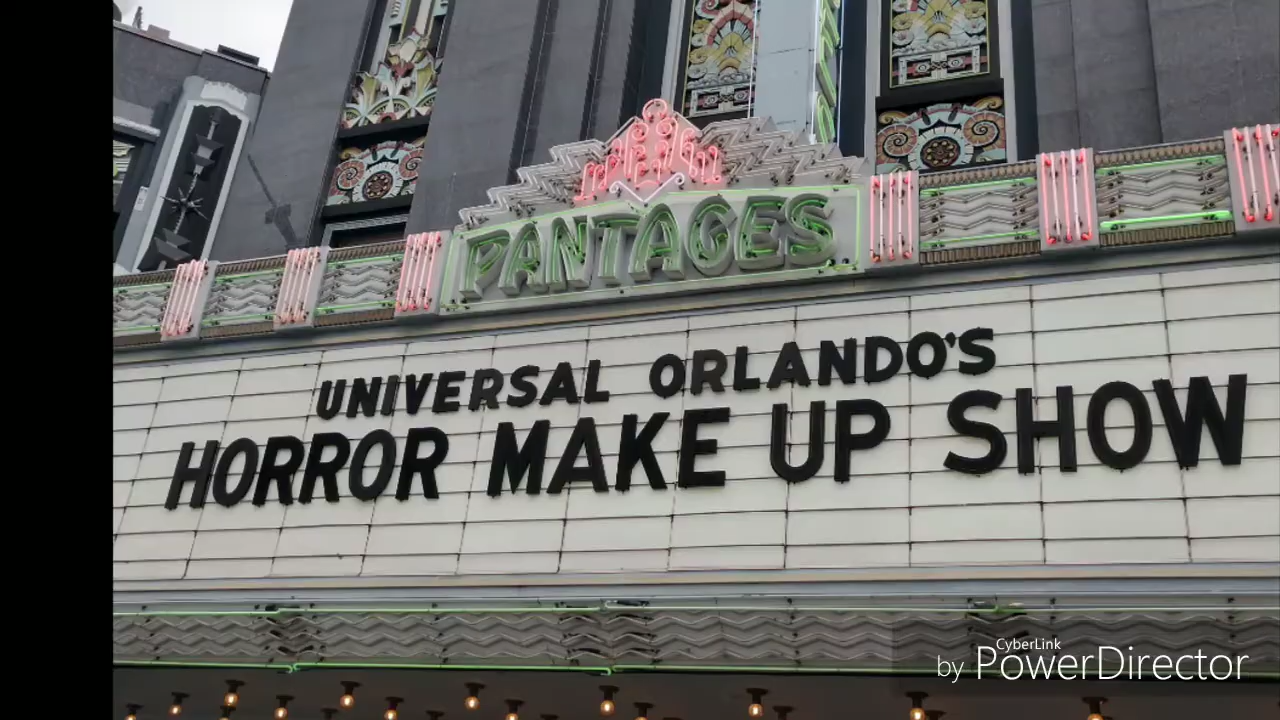 PANTAGES
UNIVERSAL ORLANDO'S
HORROR MAKE UP SHOW
CyberLink
by PowerDirector